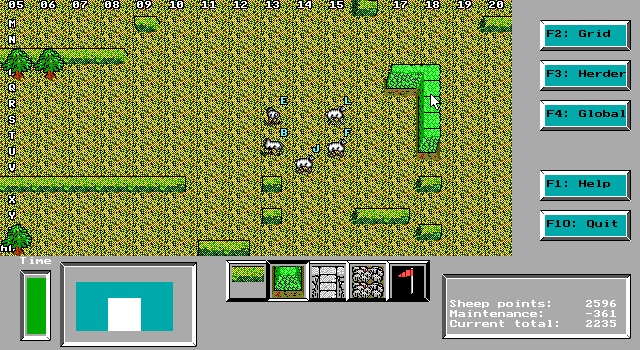 05 06 07 08 09 10 11 12 13 14 15 16 17 18 19 20
M
N
F2: Grid
P
F3: Herder
Q
E L
R
F4: Global
S
T
B F
U
J
V
F1: Help
X
Y
F10: Quit
Time
Sheep points: 2596
Maintenance: -361
Current total: 2235